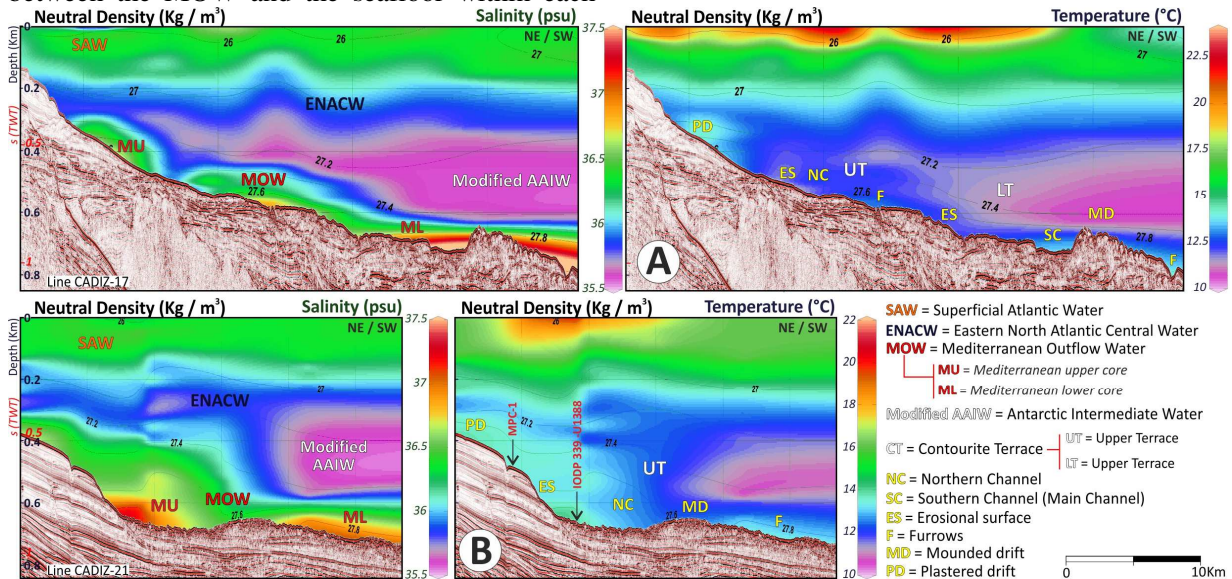 between the MOW and the seafloor within each
Neutral Density (Kg / m³) Salinity (psu)
NE / SW
Depth (Km)
s (TWT)
0
0.2
0.4
0.6
0.8
0.5
1
SAW
26
26
27
27
ENACW
MU
MOW
27.2
27.6
27.4
Modified AAIW
ML
27.8
Line CADIZ-17
37.5
37
36.5
36
35.5
Neutral Density (Kg / m³) Temperature (°C)
NE / SW
26
26
27
27
PD
ES
NC
UT
27.2
27.6
F
LT
27.4
ES
SC
MD
27.8
F
A
22.5
20
17.5
15
12.5
10
Neutral Density (Kg / m³) Salinity (psu)
NE / SW
Depth (Km)
s (TWT)
0
0.2
0.4
0.6
0.8
0.5
1
SAW
26
27
ENACW
27.2
27.4
Modified AAIW
MU
MOW
27.6
ML
27.8
Line CADIZ-21
37.5
37
36.5
36
35.5
Neutral Density (Kg / m³) Temperature (°C)
NE / SW
27
PD
27.2
MPC-1
27.4
IODP 339 -U1388
ES
UT
NC
27.6
MD
F
27.8
B
22
20
18
16
14
12
10
SAW = Superficial Atlantic Water
ENACW = Eastern North Atlantic Central Water
MOW = Mediterranean Outflow Water
MU = Mediterranean upper core
ML = Mediterranean lower core
Modified AAIW = Antarctic Intermediate Water
CT = Contourite Terrace
UT = Upper Terrace
LT = Upper Terrace
NC = Northern Channel
SC = Southern Channel (Main Channel)
ES = Erosional surface
F = Furrows
MD = Mounded drift
PD = Plastered drift
0 10Km